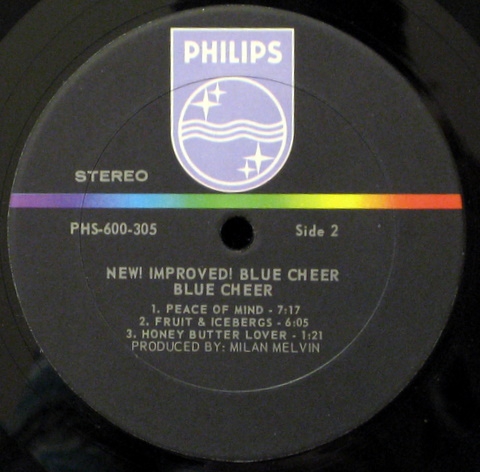 PHILIPS
STEREO
PHS-600-305
Side 2
NEW! IMPROVED! BLUE CHEER
BLUE CHEER
1. PEACE OF MIND - 7:17
2. FRUIT & ICEBERGS - 6:05
3. HONEY BUTTER LOVER - 1:21
PRODUCED BY: MILAN MELVIN